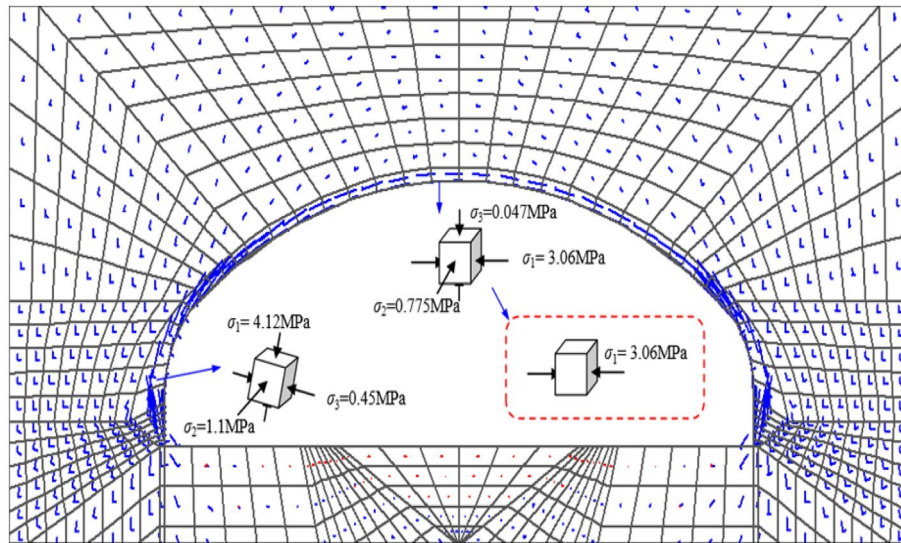 σ3=0.047MPa
σ1= 3.06MPa
σ2=0.775MPa
σ1= 4.12MPa
σ1= 3.06MPa
σ3=0.45MPa
σ2=1.1MPa